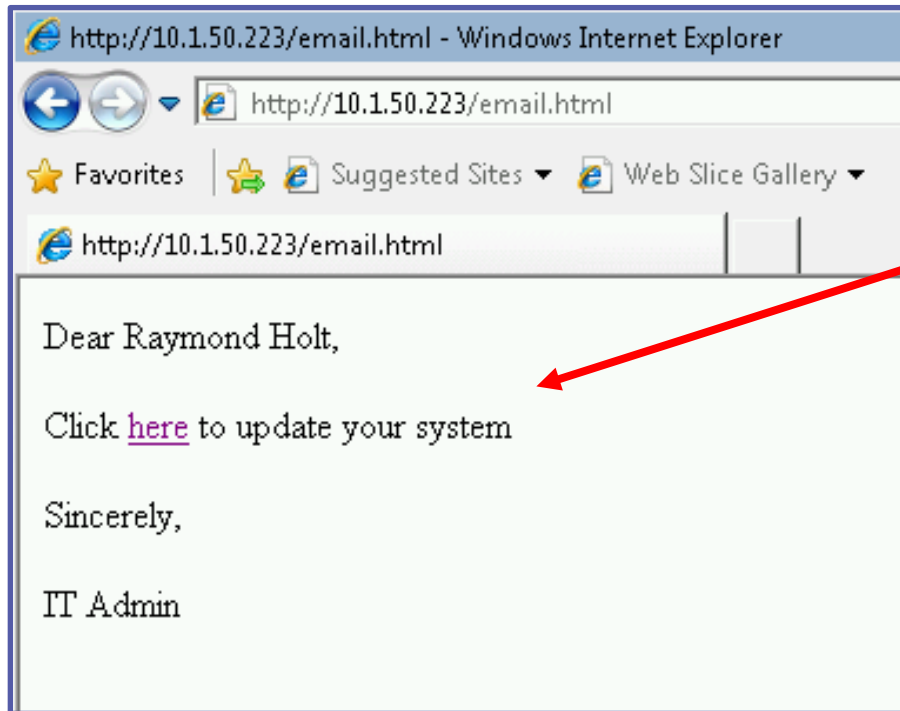 http://10.1.50.223/email.html - Windows Internet Explorer
http://10.1.50.223/email.html
Favorites Suggested Sites Web Slice Gallery
http://10.1.50.223/email.html
Dear Raymond Holt,
Click here to update your system
Sincerely,
IT Admin